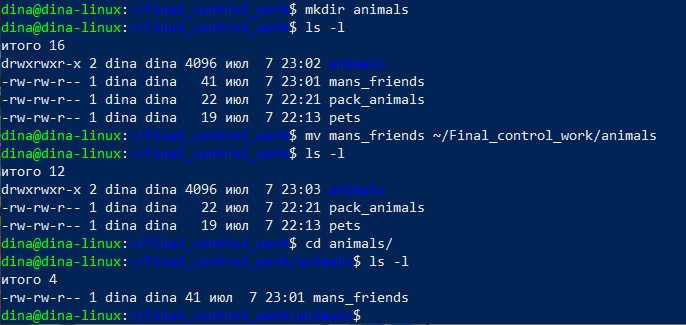 dina@dina-linux:~/Final_control_work$ mkdir animals
dina@dina-linux:~/Final_control_work$ ls -l
итого 16
drwxrwxr-x 2 dina dina 4096 июл  7 23:02 animals
-rw-rw-r-- 1 dina dina   41 июл  7 23:01 mans_friends
-rw-rw-r-- 1 dina dina   22 июл  7 22:21 pack_animals
-rw-rw-r-- 1 dina dina   19 июл  7 22:13 pets
dina@dina-linux:~/Final_control_work$ mv mans_friends ~/Final_control_work/animals
dina@dina-linux:~/Final_control_work$ ls -l
итого 12
drwxrwxr-x 2 dina dina 4096 июл  7 23:03 animals
-rw-rw-r-- 1 dina dina   22 июл  7 22:21 pack_animals
-rw-rw-r-- 1 dina dina   19 июл  7 22:13 pets
dina@dina-linux:~/Final_control_work$ cd animals/
dina@dina-linux:~/Final_control_work/animals$ ls -l
итого 4
-rw-rw-r-- 1 dina dina 41 июл  7 23:01 mans_friends
dina@dina-linux:~/Final_control_work/animals$